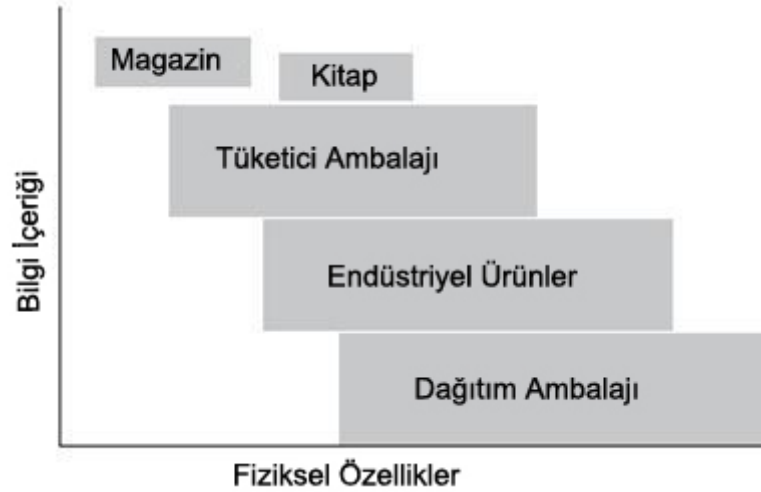 Magazin
Kitap
Tüketici Ambalajı
Endüstriyel Ürünler
Dağıtım Ambalajı
Bilgi İçeriği
Fiziksel Özellikler